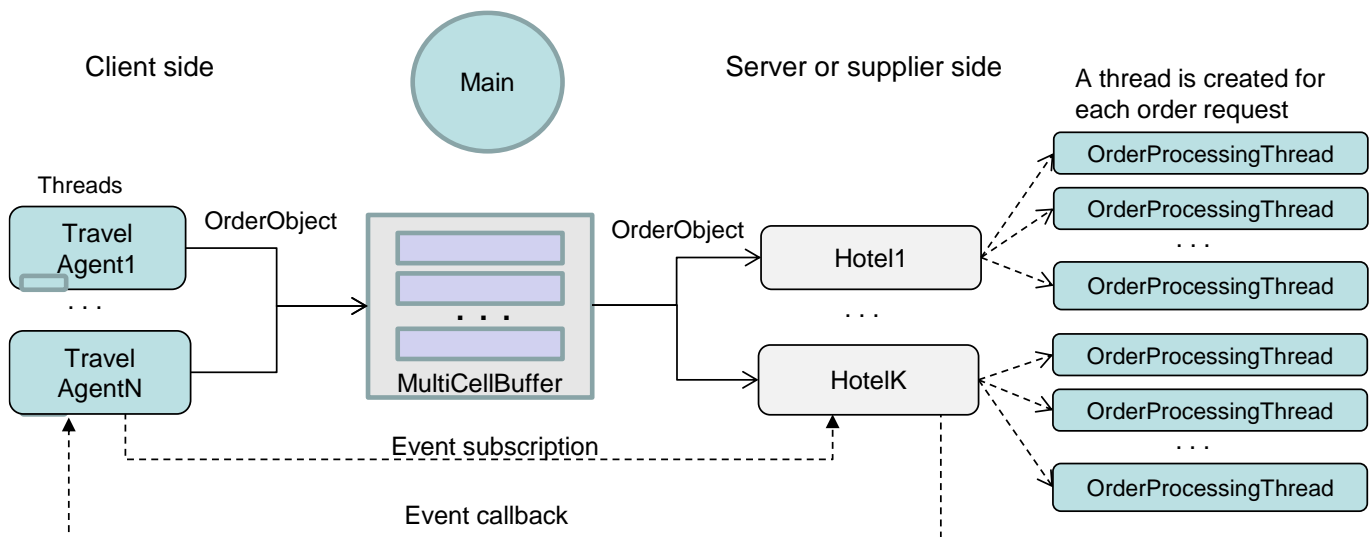 Client side
Main
Server or supplier side
A thread is created for
each order request
Threads
Travel
Agent1
. . .
Travel
AgentN
OrderObject
. . .
MultiCellBuffer
OrderObject
Hotel1
. . .
HotelK
OrderProcessingThread
OrderProcessingThread
. . .
OrderProcessingThread
OrderProcessingThread
OrderProcessingThread
. . .
OrderProcessingThread
Event subscription
Event callback